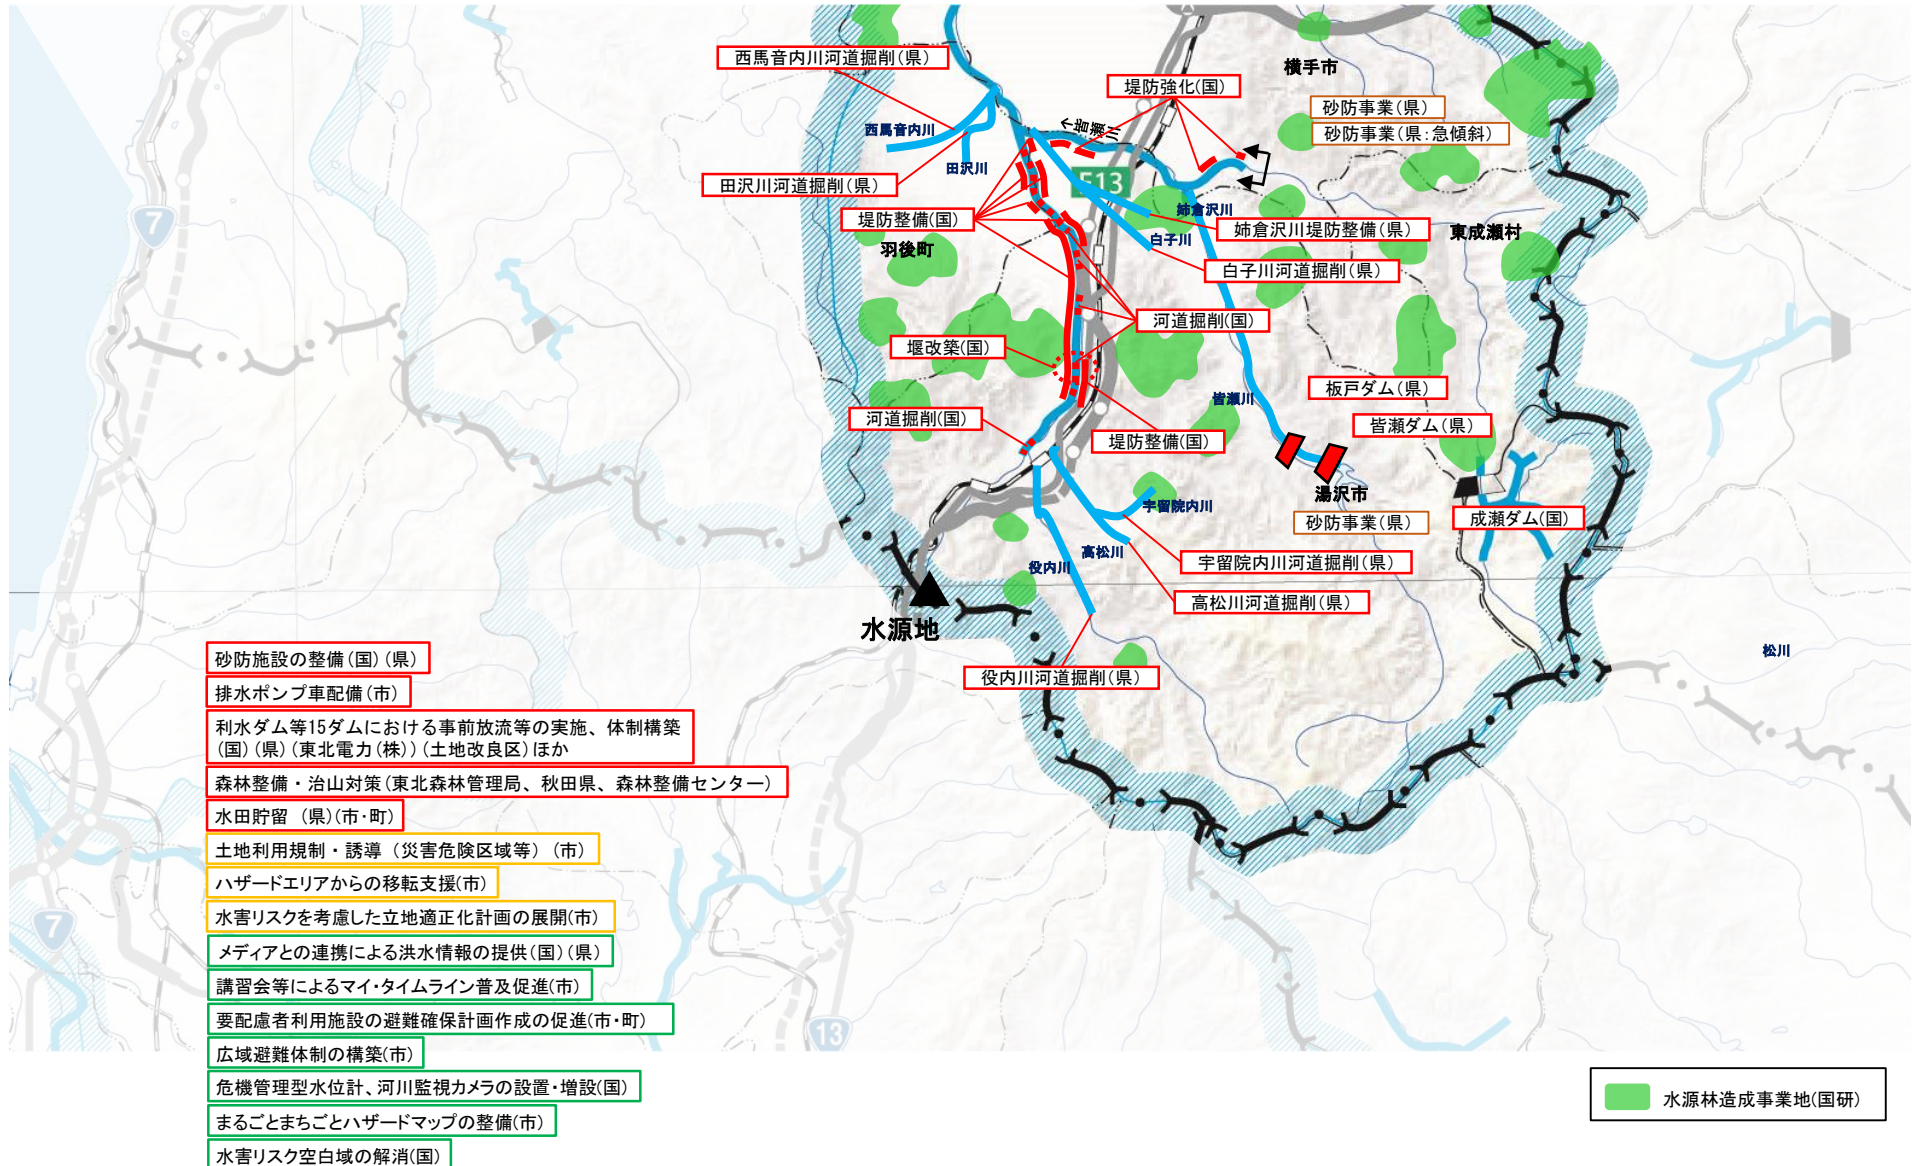 西馬音内川河道掘削(県)
横手市
堤防強化(国)
砂防事業(県)
↑皆瀬川
西馬音内川
砂防事業(県:急傾斜)
田沢川
田沢川河道掘削(県)
E13
堤防整備(国)
姉倉沢川
姉倉沢川堤防整備(県)
東成瀬村
羽後町
白子川
白子川河道掘削(県)
7
河道掘削(国)
堰改築(国)
板戸ダム(県)
皆瀬川
河道掘削(国)
皆瀬ダム(県)
堤防整備(国)
湯沢市
宇留院内川
砂防事業(県)
成瀬ダム(国)
高松川
役内川
宇留院内川河道掘削(県)
高松川河道掘削(県)
水源地
松川
役内川河道掘削(県)
砂防施設の整備(国)(県)
排水ポンプ車配備(市)
利水ダム等15ダムにおける事前放流等の実施、体制構築
(国)(県)(東北電力(株))(土地改良区)ほか
森林整備・治山対策(東北森林管理局、秋田県、森林整備センター)
水田貯留 (県)(市・町)
土地利用規制・誘導(災害危険区域等)(市)
ハザードエリアからの移転支援(市)
水害リスクを考慮した立地適正化計画の展開(市)
7
メディアとの連携による洪水情報の提供(国)(県)
講習会等によるマイ・タイムライン普及促進(市)
要配慮者利用施設の避難確保計画作成の促進(市・町)
13
広域避難体制の構築(市)
危機管理型水位計、河川監視カメラの設置・増設(国)
まるごとまちごとハザードマップの整備(市)
水害リスク空白域の解消(国)
水源林造成事業地(国研)